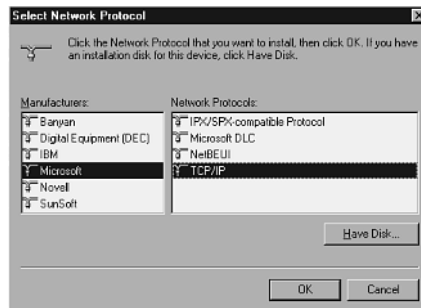 Select Network Protocol
Click the Network Protocol that you want to install, then click OK. If you have
an installation disk for this device, click Have Disk.
Manufacturers:
Network Protocols:
Banyan
Digital Equipment (DEC)
IBM
Microsoft
Novell
SunSoft
IPX/SPX-compatible Protocol
Microsoft DLC
NetBEUI
TCP/IP
Have Disk...
OK
Cancel